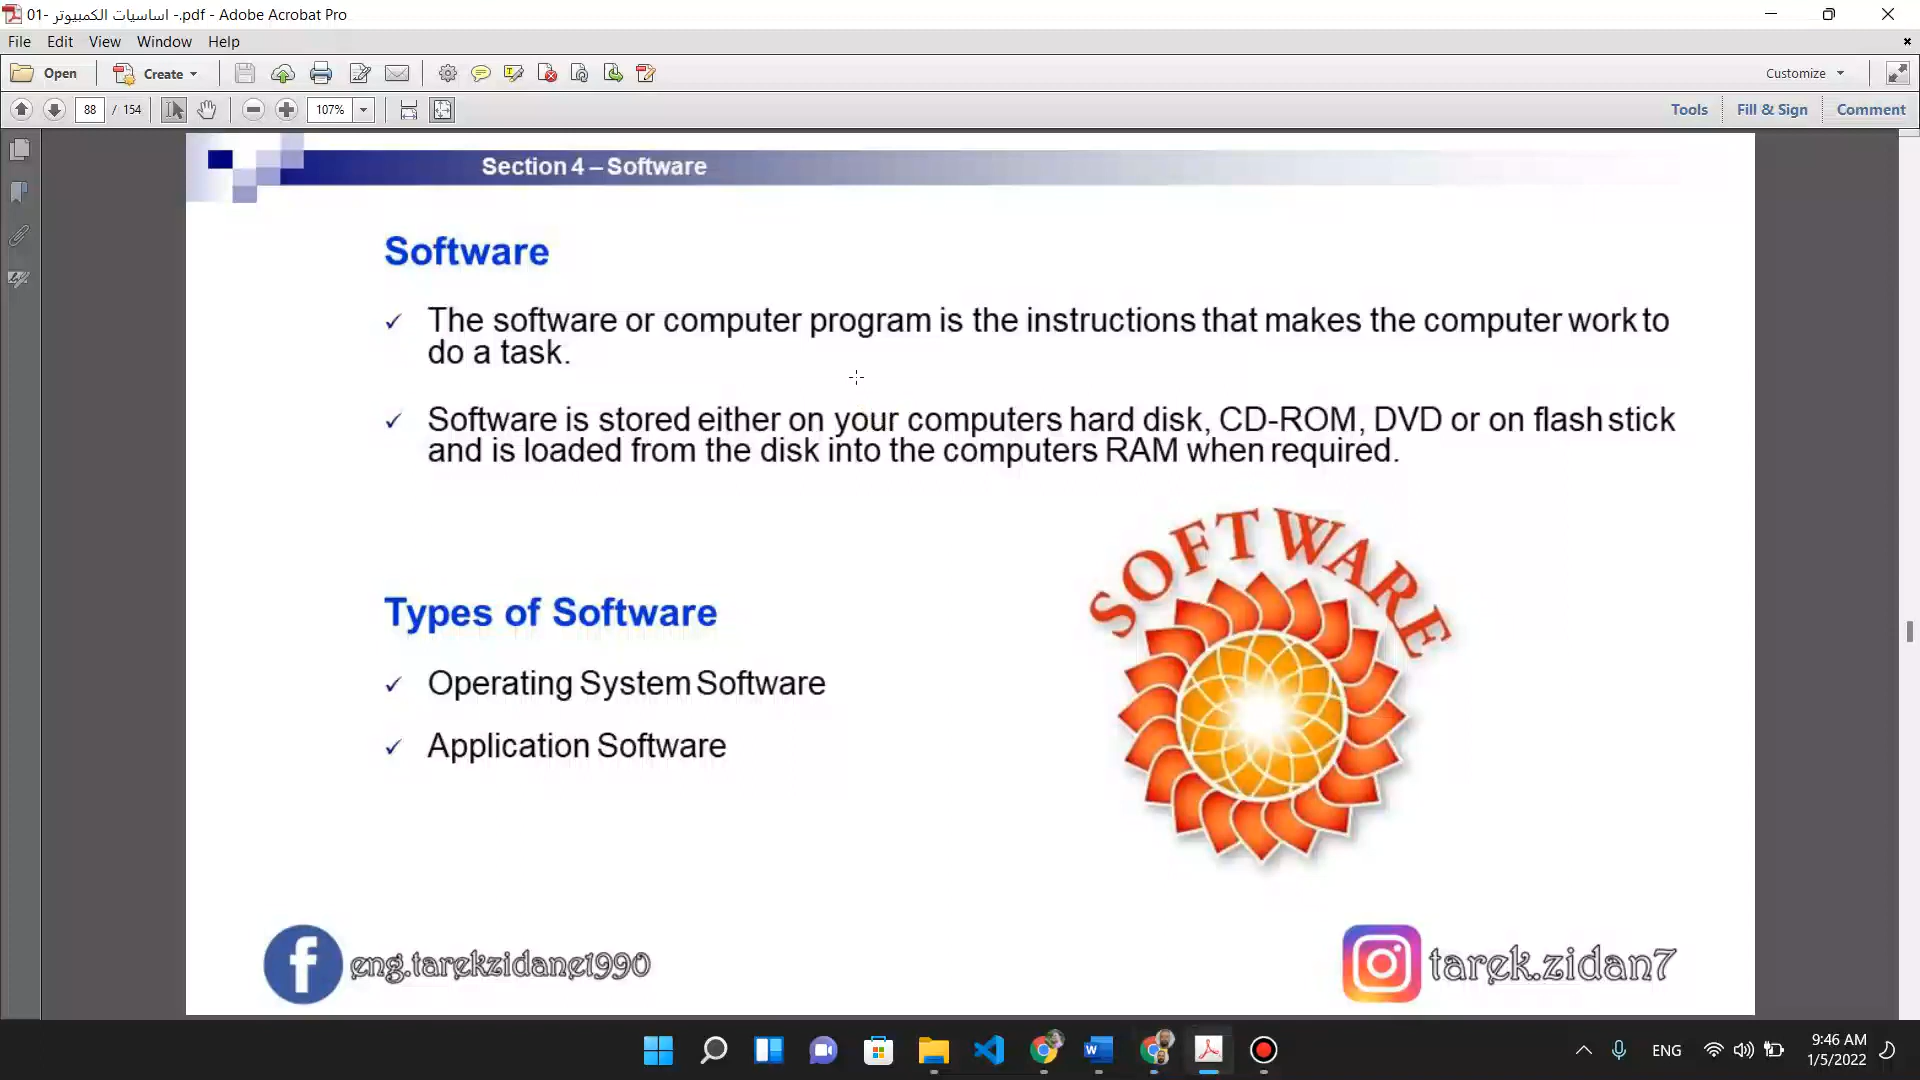 01- اساسيات الكمبيوتر -.pdf - Adobe Acrobat Pro
File Edit View Window Help
Open Create Customize
88 / 154 107% Tools Fill & Sign Comment
Section 4 – Software
Software
The software or computer program is the instructions that makes the computer work to
do a task.
Software is stored either on your computers hard disk, CD-ROM, DVD or on flash stick
and is loaded from the disk into the computers RAM when required.
SOFTWARE
Types of Software
Operating System Software
Application Software
eng.tarekzidane1990
tarek.zidan7
ENG
9:46 AM
1/5/2022